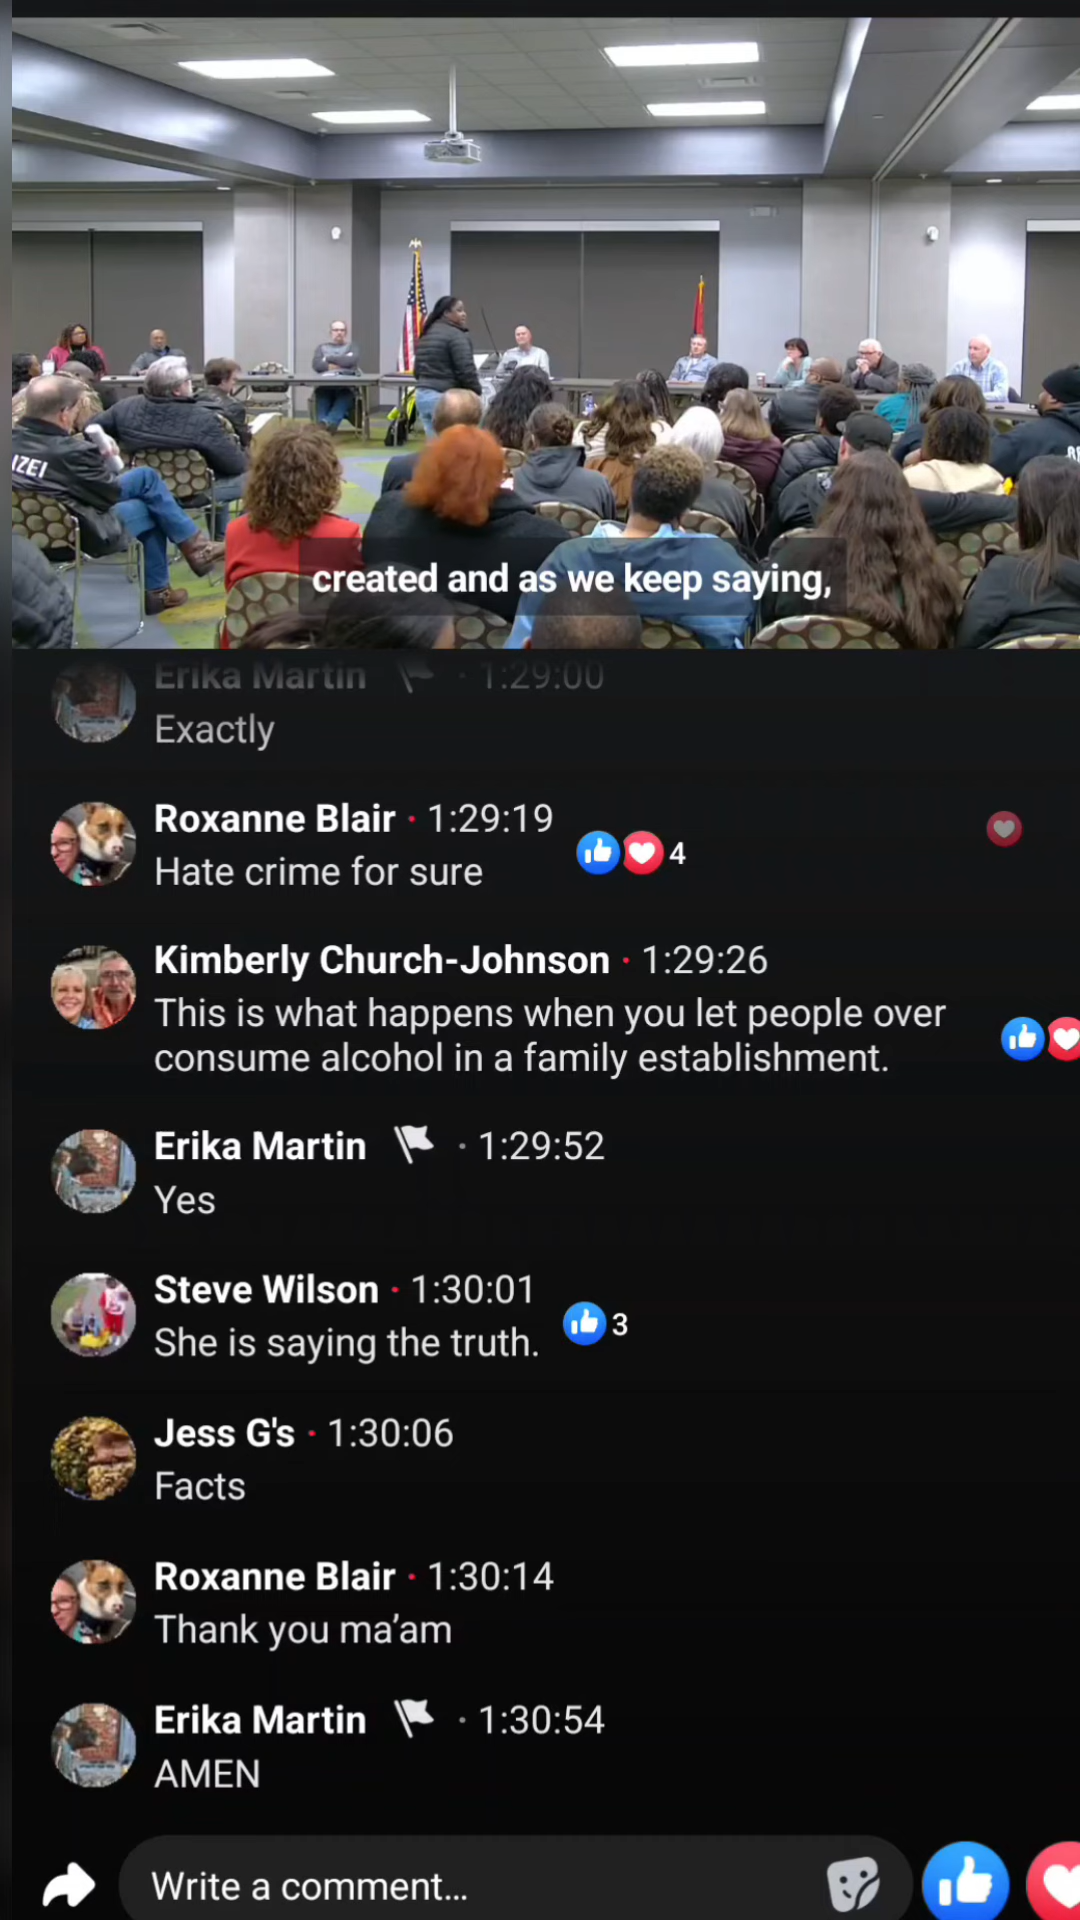 IZEI
created and as we keep saying,
Erika Martin · 1:29:00
Exactly
Roxanne Blair · 1:29:19
Hate crime for sure
4
Kimberly Church-Johnson · 1:29:26
This is what happens when you let people over
consume alcohol in a family establishment.
Erika Martin · 1:29:52
Yes
Steve Wilson · 1:30:01
She is saying the truth.
3
Jess G's · 1:30:06
Facts
Roxanne Blair · 1:30:14
Thank you ma’am
Erika Martin · 1:30:54
AMEN
Write a comment...